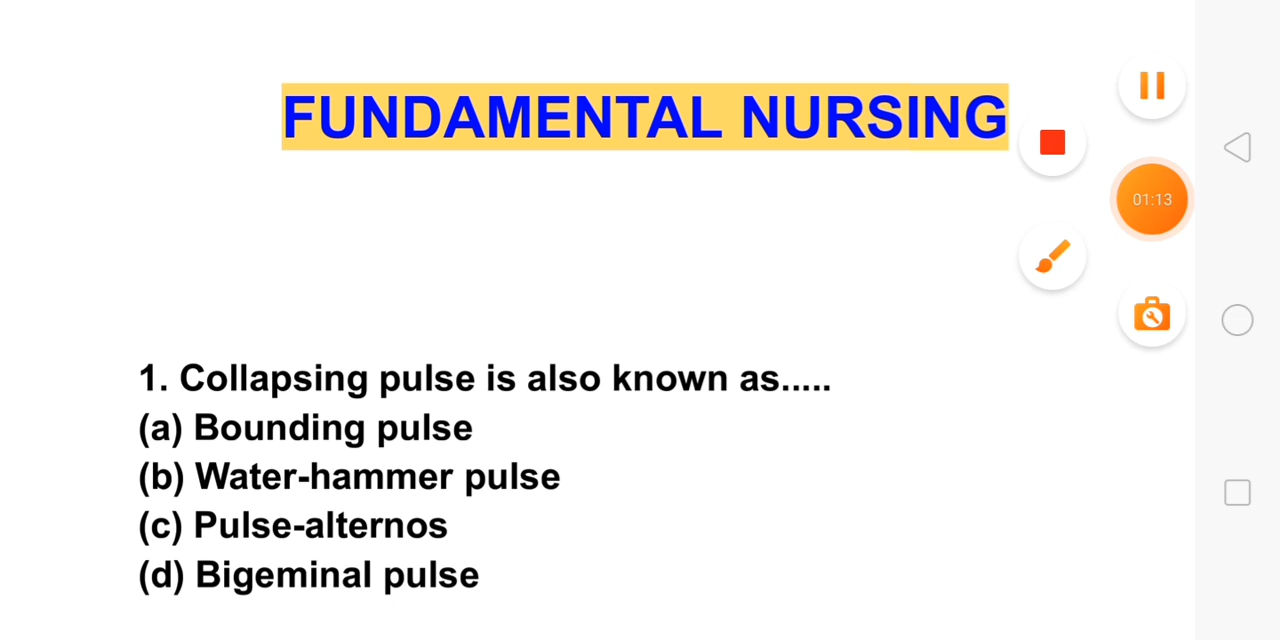 FUNDAMENTAL NURSING
01:13
1. Collapsing pulse is also known as.....
(a) Bounding pulse
(b) Water-hammer pulse
(c) Pulse-alternos
(d) Bigeminal pulse